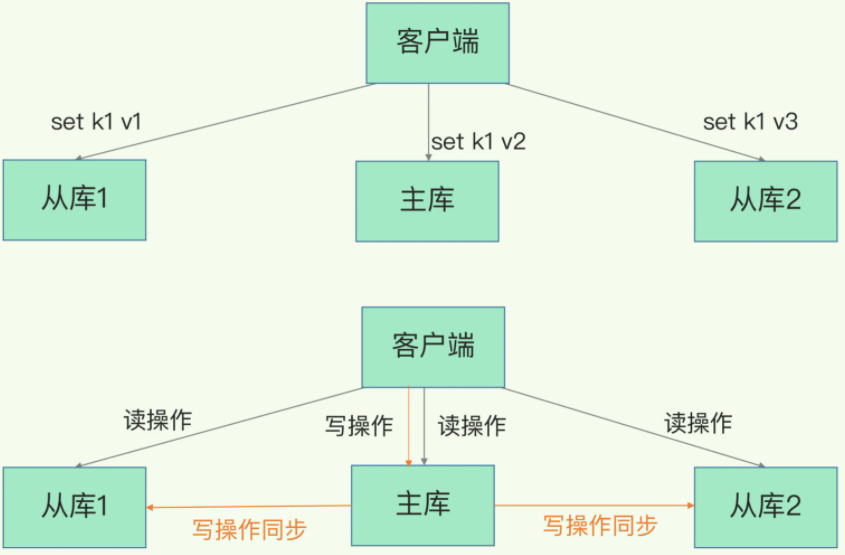 客户端
set k1 v1
set k1 v2
set k1 v3
从库1
主库
从库2
客户端
读操作
写操作
读操作
读操作
从库1
主库
从库2
写操作同步
写操作同步